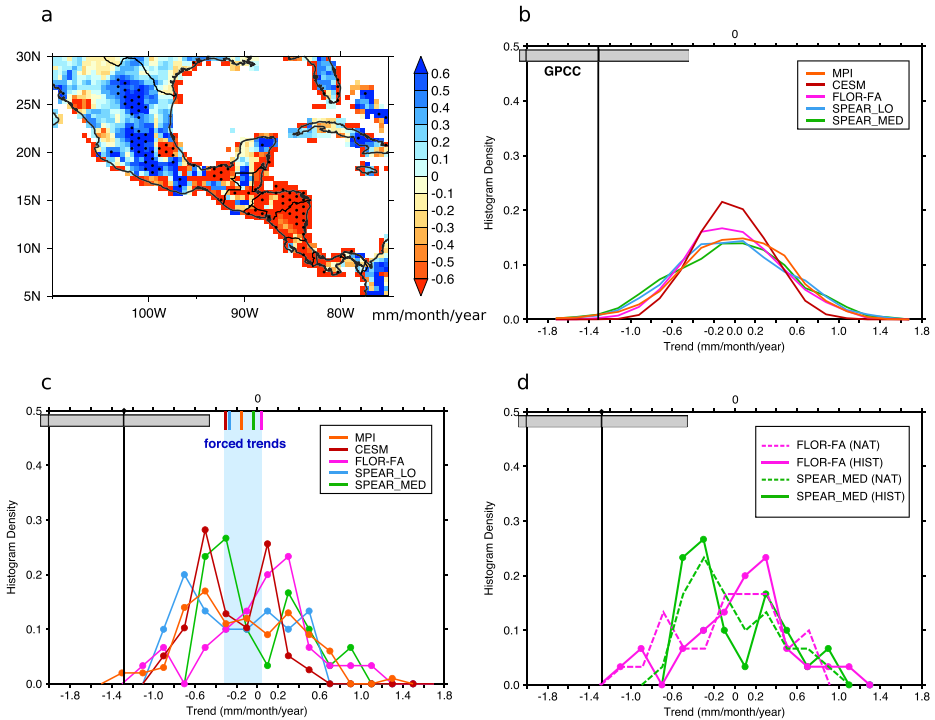 a
30N
25N
20N
15N
10N
5N
100W
90W
80W
0.6
0.5
0.4
0.3
0.2
0.1
0
-0.1
-0.2
-0.3
-0.4
-0.5
-0.6
mm/month/year
b
0
0.5
0.4
0.3
0.2
0.1
0.0
Histogram Density
GPCC
MPI
CESM
FLOR-FA
SPEAR_LO
SPEAR_MED
-1.8 -1.4 -1.0 -0.6 -0.2 0.0 0.2 0.6 1.0 1.4 1.8
Trend (mm/month/year)
c
0
0.5
0.4
0.3
0.2
0.1
0.0
Histogram Density
forced trends
MPI
CESM
FLOR-FA
SPEAR_LO
SPEAR_MED
-1.8 -1.4 -1.0 -0.6 -0.2 0 0.2 0.7 1.0 1.4 1.8
Trend (mm/month/year)
d
0
0.5
0.4
0.3
0.2
0.1
0.0
Histogram Density
FLOR-FA (NAT)
FLOR-FA (HIST)
SPEAR_MED (NAT)
SPEAR_MED (HIST)
-1.8 -1.4 -1.0 -0.6 -0.2 0.0 0.2 0.6 1.0 1.4 1.8
Trend (mm/month/year)